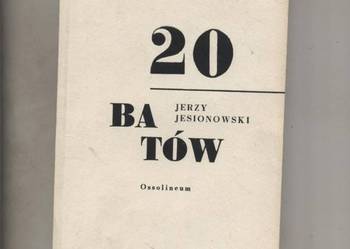 20
JERZY
JESIONOWSKI
BA
TÓW
Ossolineum